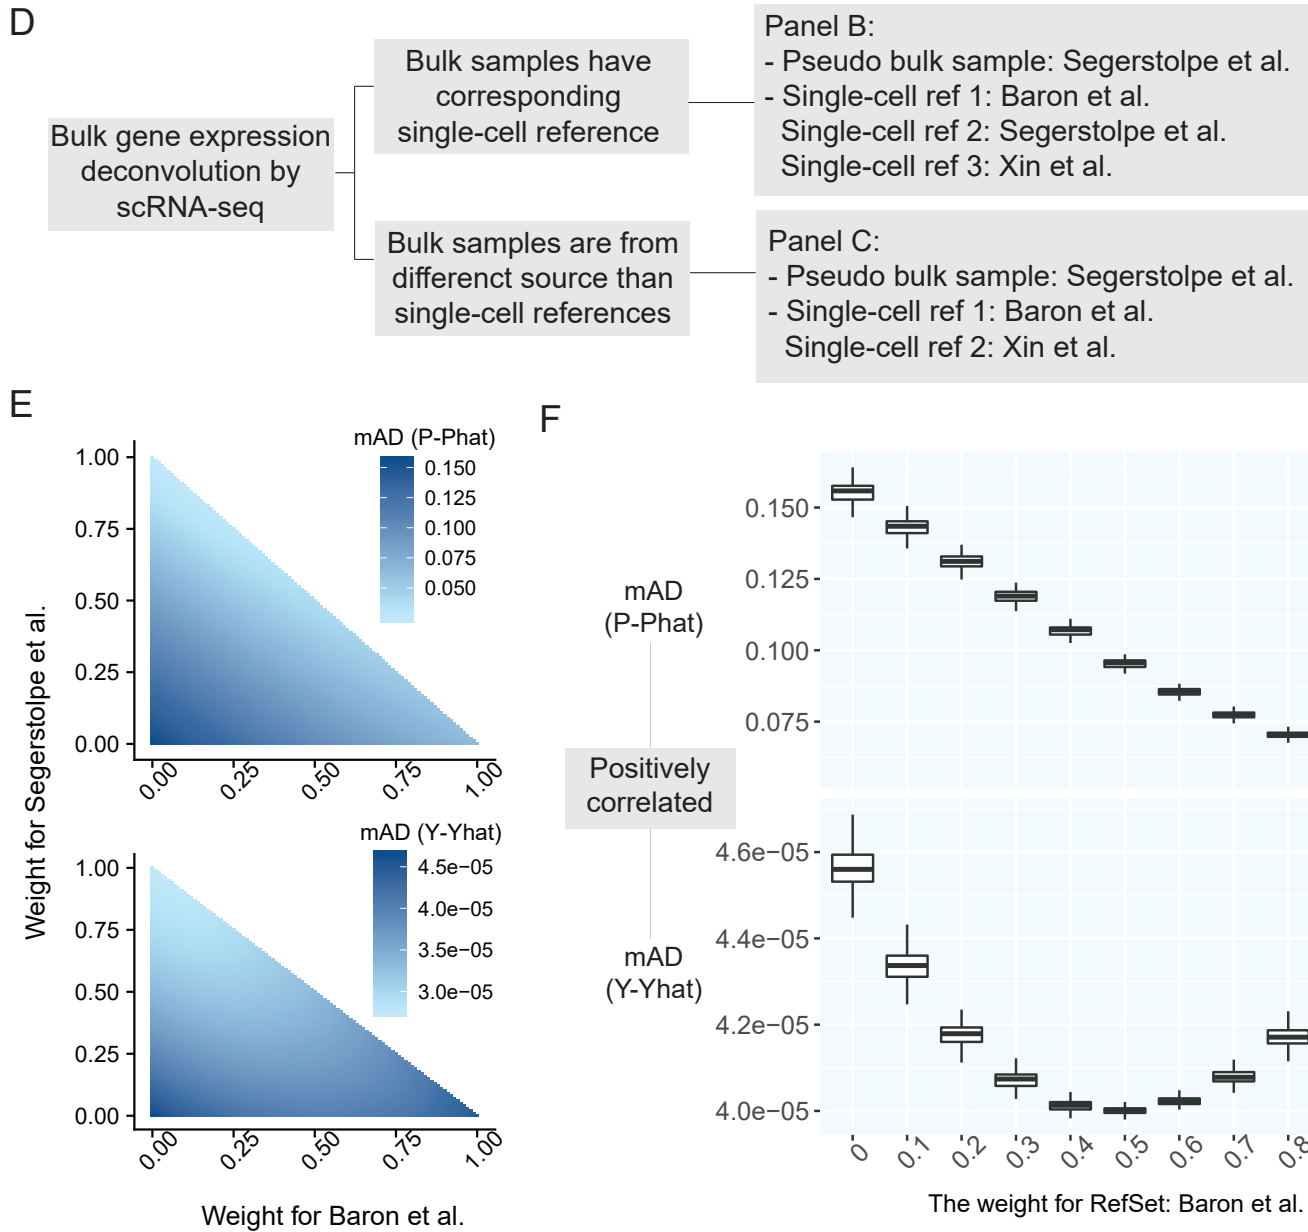 D
Bulk gene expression
deconvolution by
scRNA-seq
Bulk samples have
corresponding
single-cell reference
Bulk samples are from
differenct source than
single-cell references
Panel B:
- Pseudo bulk sample: Segerstolpe et al.
- Single-cell ref 1: Baron et al.
Single-cell ref 2: Segerstolpe et al.
Single-cell ref 3: Xin et al.
Panel C:
- Pseudo bulk sample: Segerstolpe et al.
- Single-cell ref 1: Baron et al.
Single-cell ref 2: Xin et al.
E
Weight for Segerstolpe et al.
mAD (P-Phat)
0.150
0.125
0.100
0.075
0.050
1.00
0.75
0.50
0.25
0.00
0.00
0.25
0.50
0.75
1.00
mAD (Y-Yhat)
4.5e−05
4.0e−05
3.5e−05
3.0e−05
1.00
0.75
0.50
0.25
0.00
0.00
0.25
0.50
0.75
1.00
Weight for Baron et al.
F
mAD
(P-Phat)
Positively
correlated
mAD
(Y-Yhat)
0.150
0.125
0.100
0.075
4.6e−05
4.4e−05
4.2e−05
4.0e−05
0
0.1
0.2
0.3
0.4
0.5
0.6
0.7
0.8
The weight for RefSet: Baron et al.